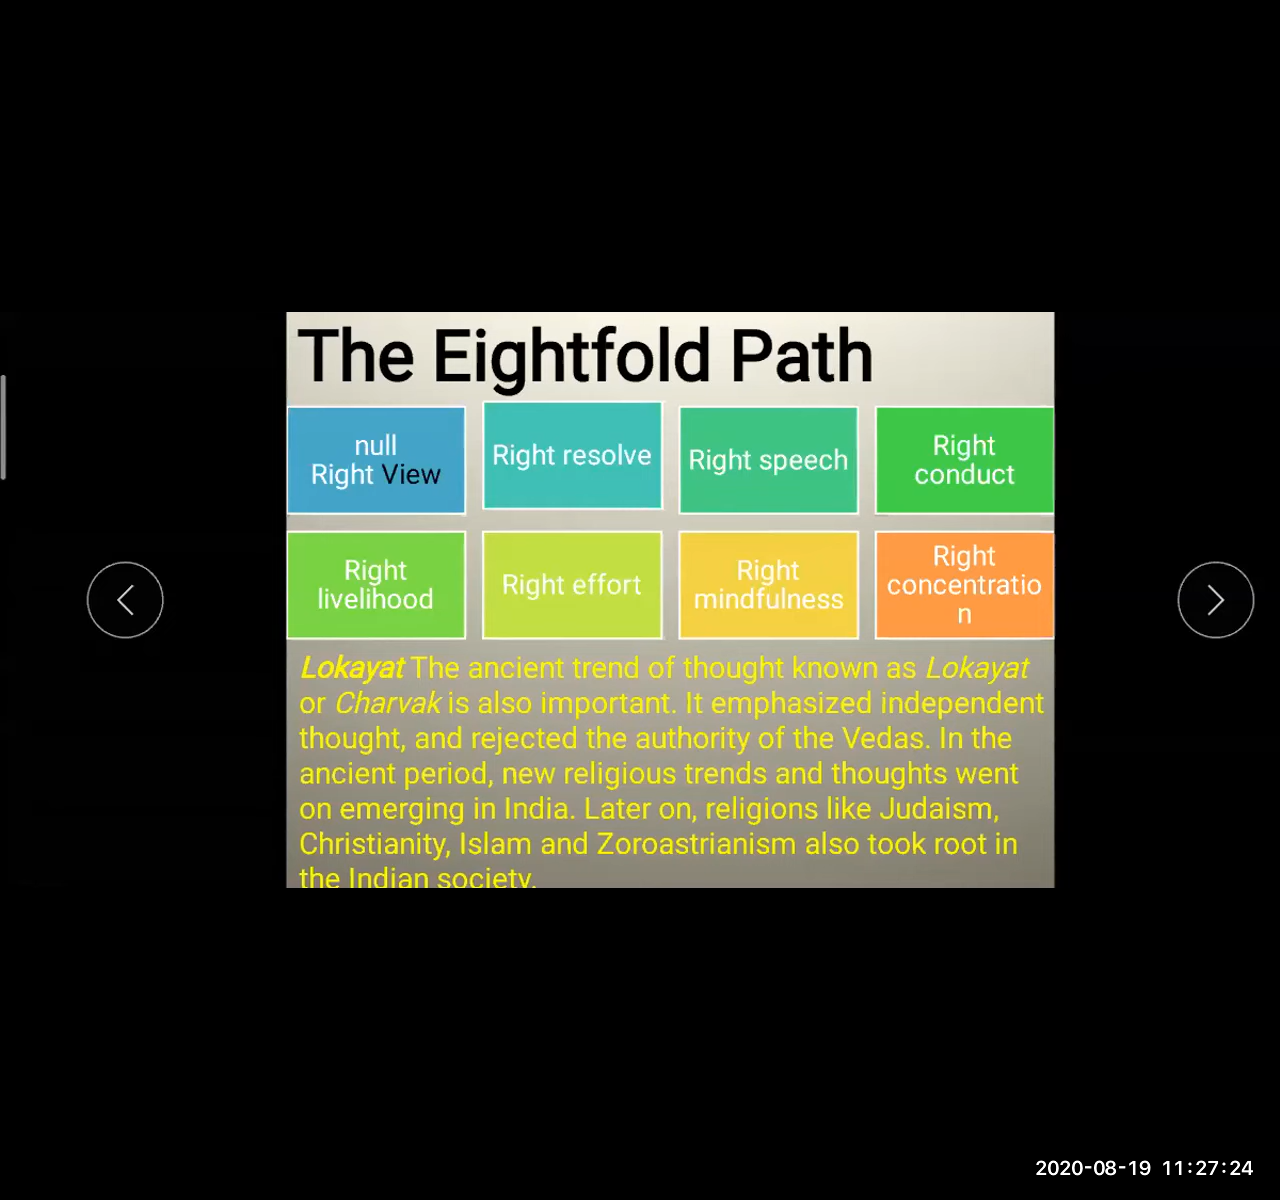 The Eightfold Path
null
Right View
Right resolve
Right speech
Right
conduct
Right
livelihood
Right effort
Right
mindfulness
Right
concentratio
n
Lokayat The ancient trend of thought known as Lokayat
or Charvak is also important. It emphasized independent
thought, and rejected the authority of the Vedas. In the
ancient period, new religious trends and thoughts went
on emerging in India. Later on, religions like Judaism,
Christianity, Islam and Zoroastrianism also took root in
the Indian society.
2020-08-19 11:27:24